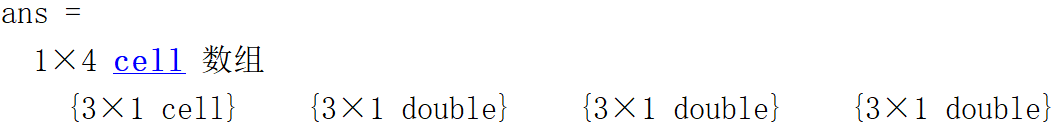 ans =
1×4 cell 数组
{3×1 cell} {3×1 double} {3×1 double} {3×1 double}